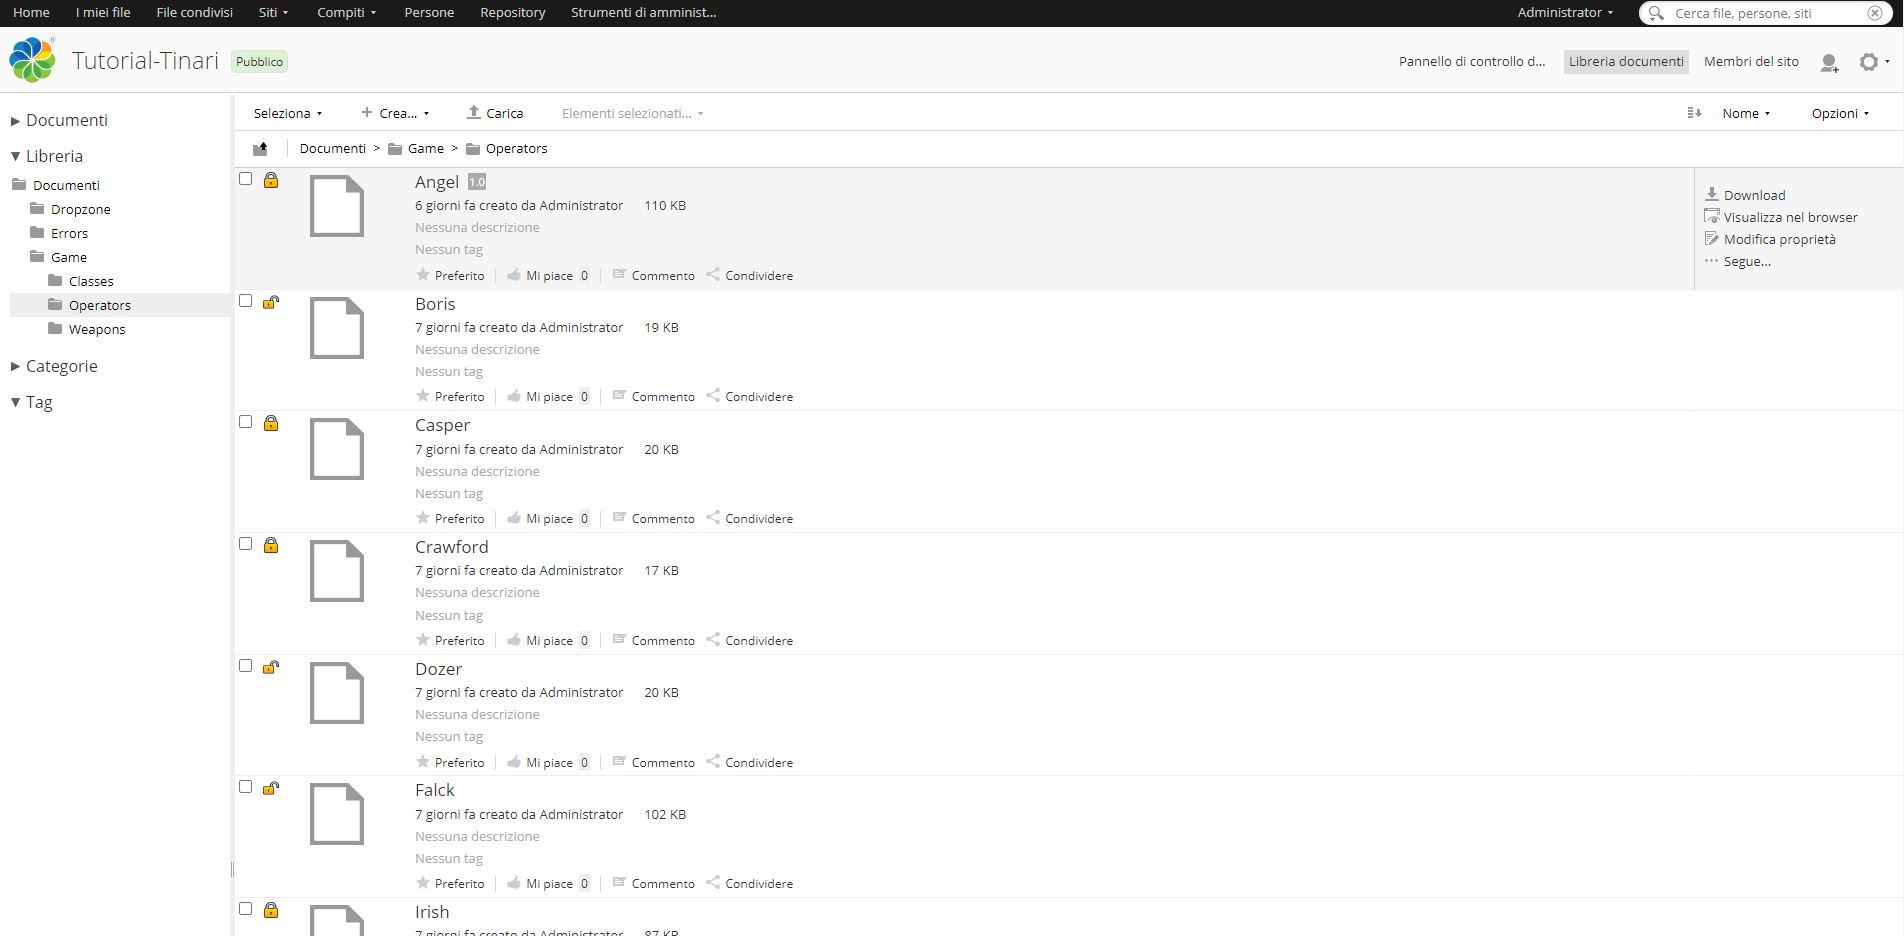 Home I miei file File condivisi Siti Compiti Persone Repository Strumenti di amminist... Administrator Cerca file, persone, siti
Tutorial-Tinari Pubblico Pannello di controllo d... Libreria documenti Membri del sito
Documenti
Libreria
Documenti
Dropzone
Errors
Game
Classes
Operators
Weapons
Categorie
Tag
Seleziona Crea... Carica Elementi selezionati... Nome Opzioni
Documenti > Game > Operators
Angel 1.0
6 giorni fa creato da Administrator 110 KB
Nessuna descrizione
Nessun tag
Preferito Mi piace 0 Commento Condividere
Download
Visualizza nel browser
Modifica proprietà
Segue...
Boris
7 giorni fa creato da Administrator 19 KB
Nessuna descrizione
Nessun tag
Preferito Mi piace 0 Commento Condividere
Casper
7 giorni fa creato da Administrator 20 KB
Nessuna descrizione
Nessun tag
Preferito Mi piace 0 Commento Condividere
Crawford
7 giorni fa creato da Administrator 17 KB
Nessuna descrizione
Nessun tag
Preferito Mi piace 0 Commento Condividere
Dozer
7 giorni fa creato da Administrator 20 KB
Nessuna descrizione
Nessun tag
Preferito Mi piace 0 Commento Condividere
Falck
7 giorni fa creato da Administrator 102 KB
Nessuna descrizione
Nessun tag
Preferito Mi piace 0 Commento Condividere
Irish
7 giorni fa creato da Administrator 87 KB